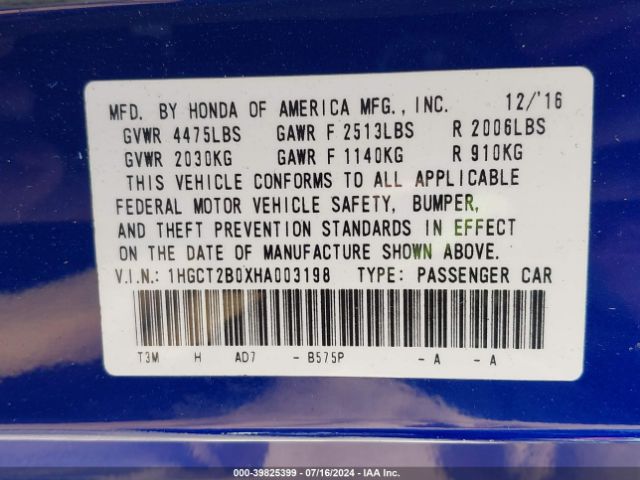 MFD. BY HONDA OF AMERICA MFG., INC. 12/'16
GVWR 4475LBS GAWR F 2513LBS R 2006LBS
GVWR 2030KG GAWR F 1140KG R 910KG
THIS VEHICLE CONFORMS TO ALL APPLICABLE
FEDERAL MOTOR VEHICLE SAFETY, BUMPER,
AND THEFT PREVENTION STANDARDS IN EFFECT
ON THE DATE OF MANUFACTURE SHOWN ABOVE.
V.I.N.: 1HGCT2B0XHA003198 TYPE: PASSENGER CAR
T3M H AD7 - B575P - A - A
000-39825399 - 07/16/2024 - IAAI.COM